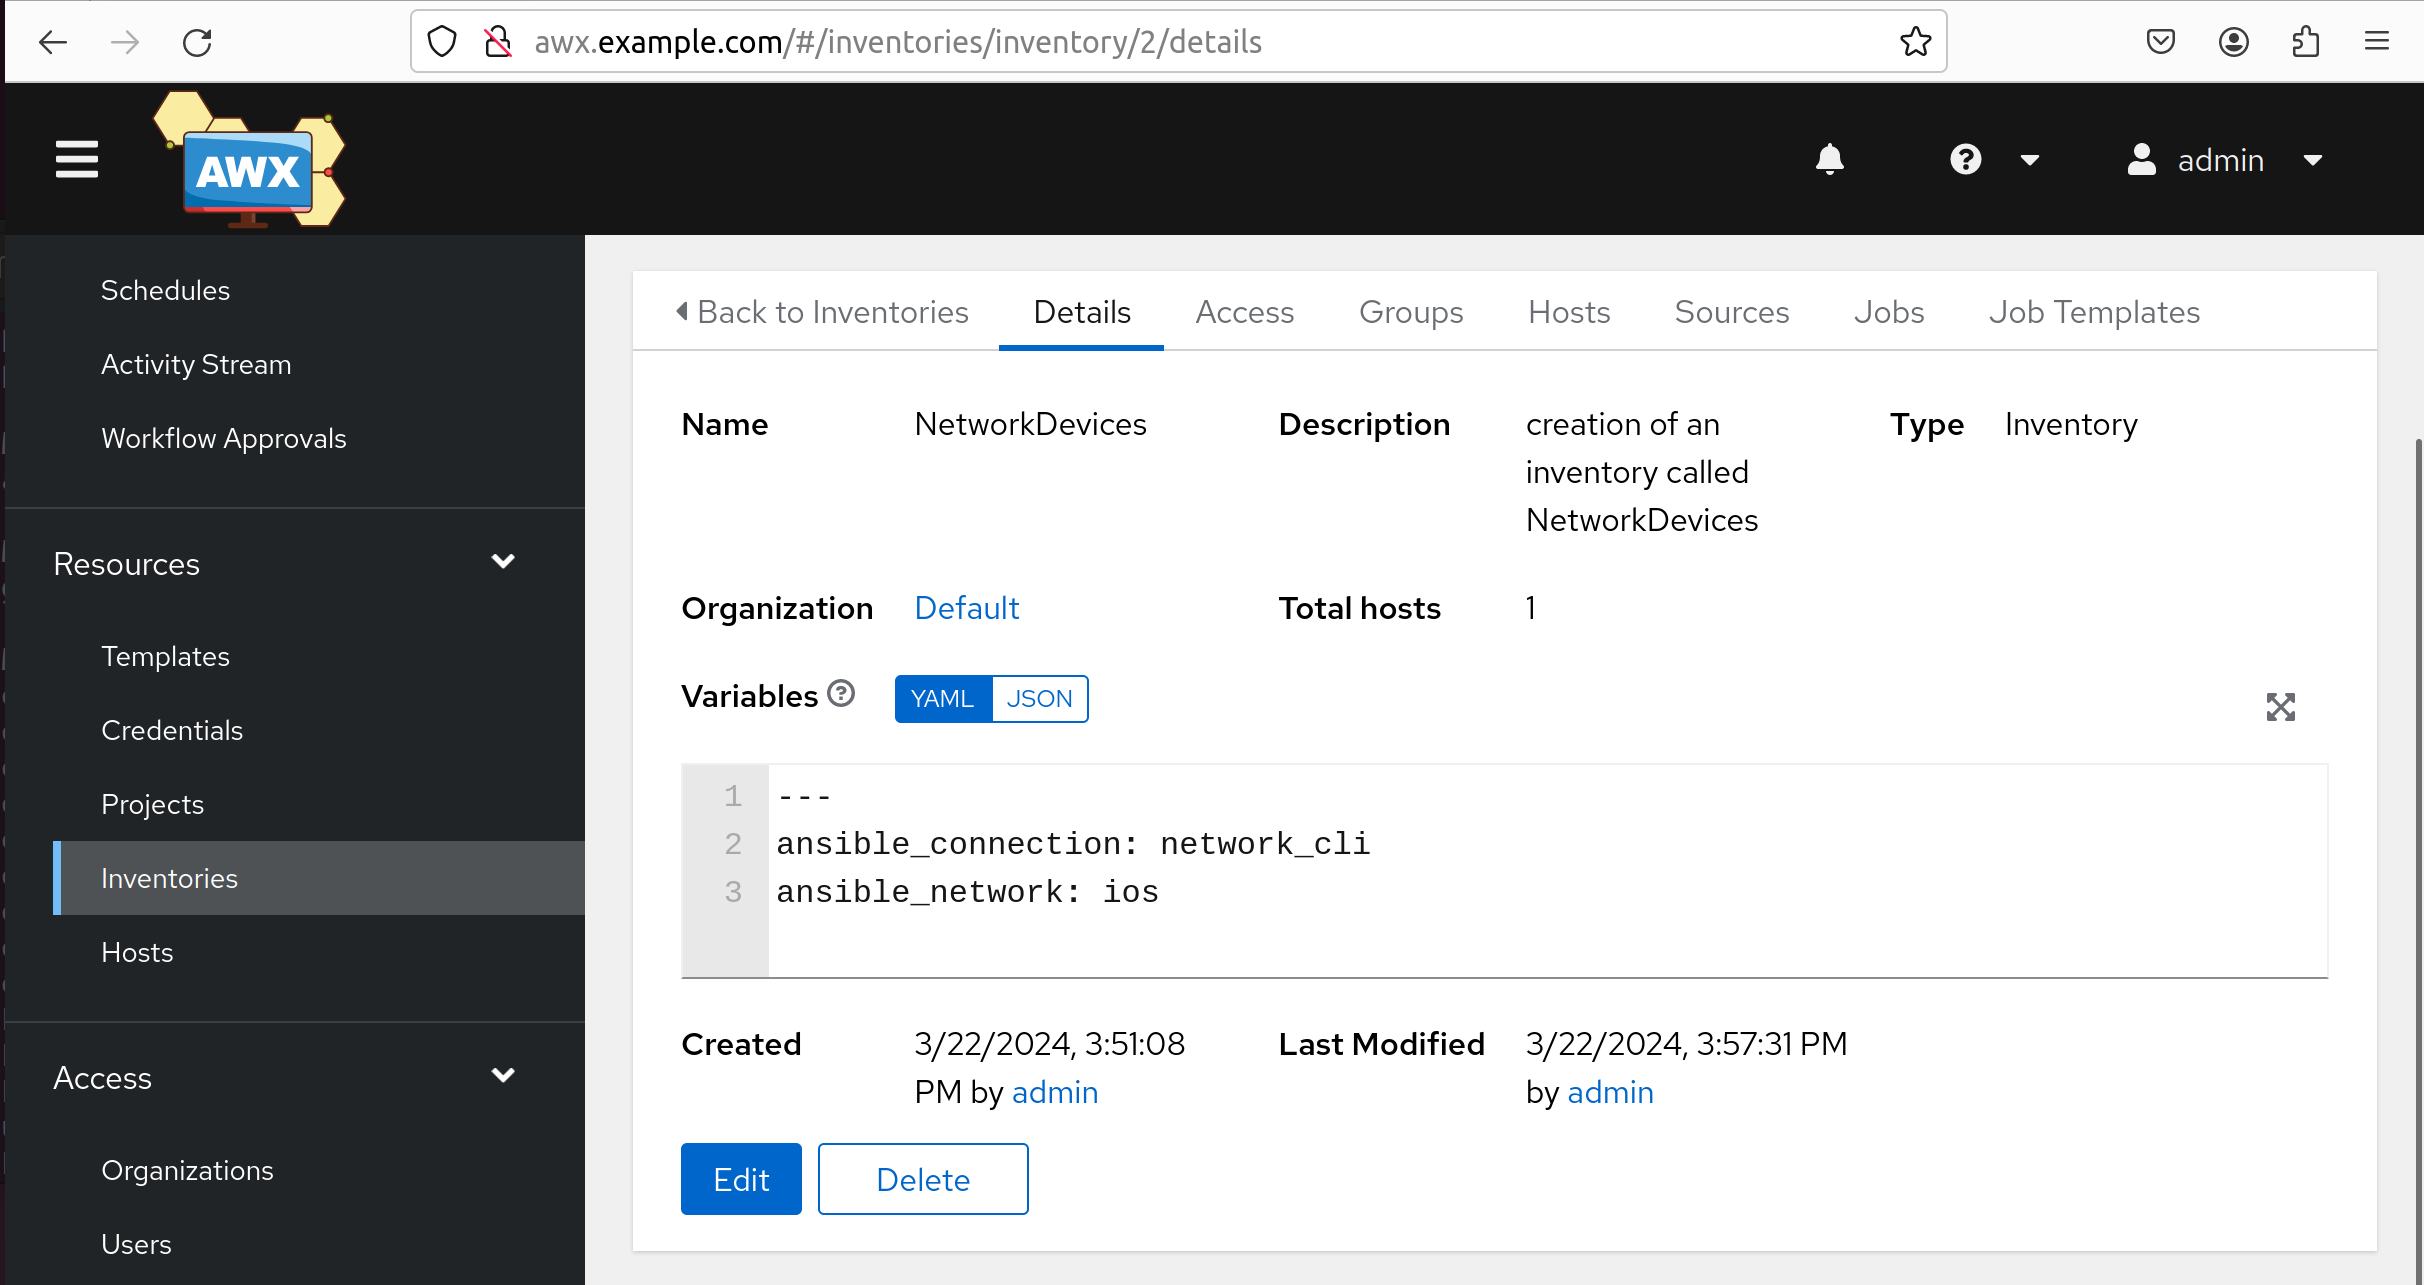 awx.example.com/#/inventories/inventory/2/details
AWX
admin
Schedules
Activity Stream
Workflow Approvals
Resources
Templates
Credentials
Projects
Inventories
Hosts
Access
Organizations
Users
Back to Inventories Details Access Groups Hosts Sources Jobs Job Templates
Name NetworkDevices Description creation of an Type Inventory
inventory called
NetworkDevices
Organization Default Total hosts 1
Variables YAML JSON
1 ---
2 ansible_connection: network_cli
3 ansible_network: ios
Created 3/22/2024, 3:51:08 Last Modified 3/22/2024, 3:57:31 PM
PM by admin by admin
Edit Delete